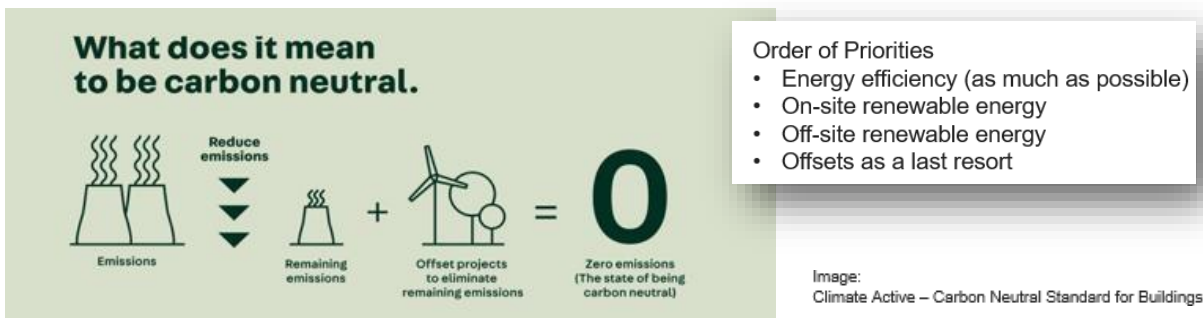 What does it mean
to be carbon neutral.
Reduce
emissions
Emissions
Remaining
emissions
+
Offset projects
to eliminate
remaining emissions
=
0
Zero emissions
(The state of being
carbon neutral)
Order of Priorities
• Energy efficiency (as much as possible)
• On-site renewable energy
• Off-site renewable energy
• Offsets as a last resort
Image:
Climate Active – Carbon Neutral Standard for Buildings